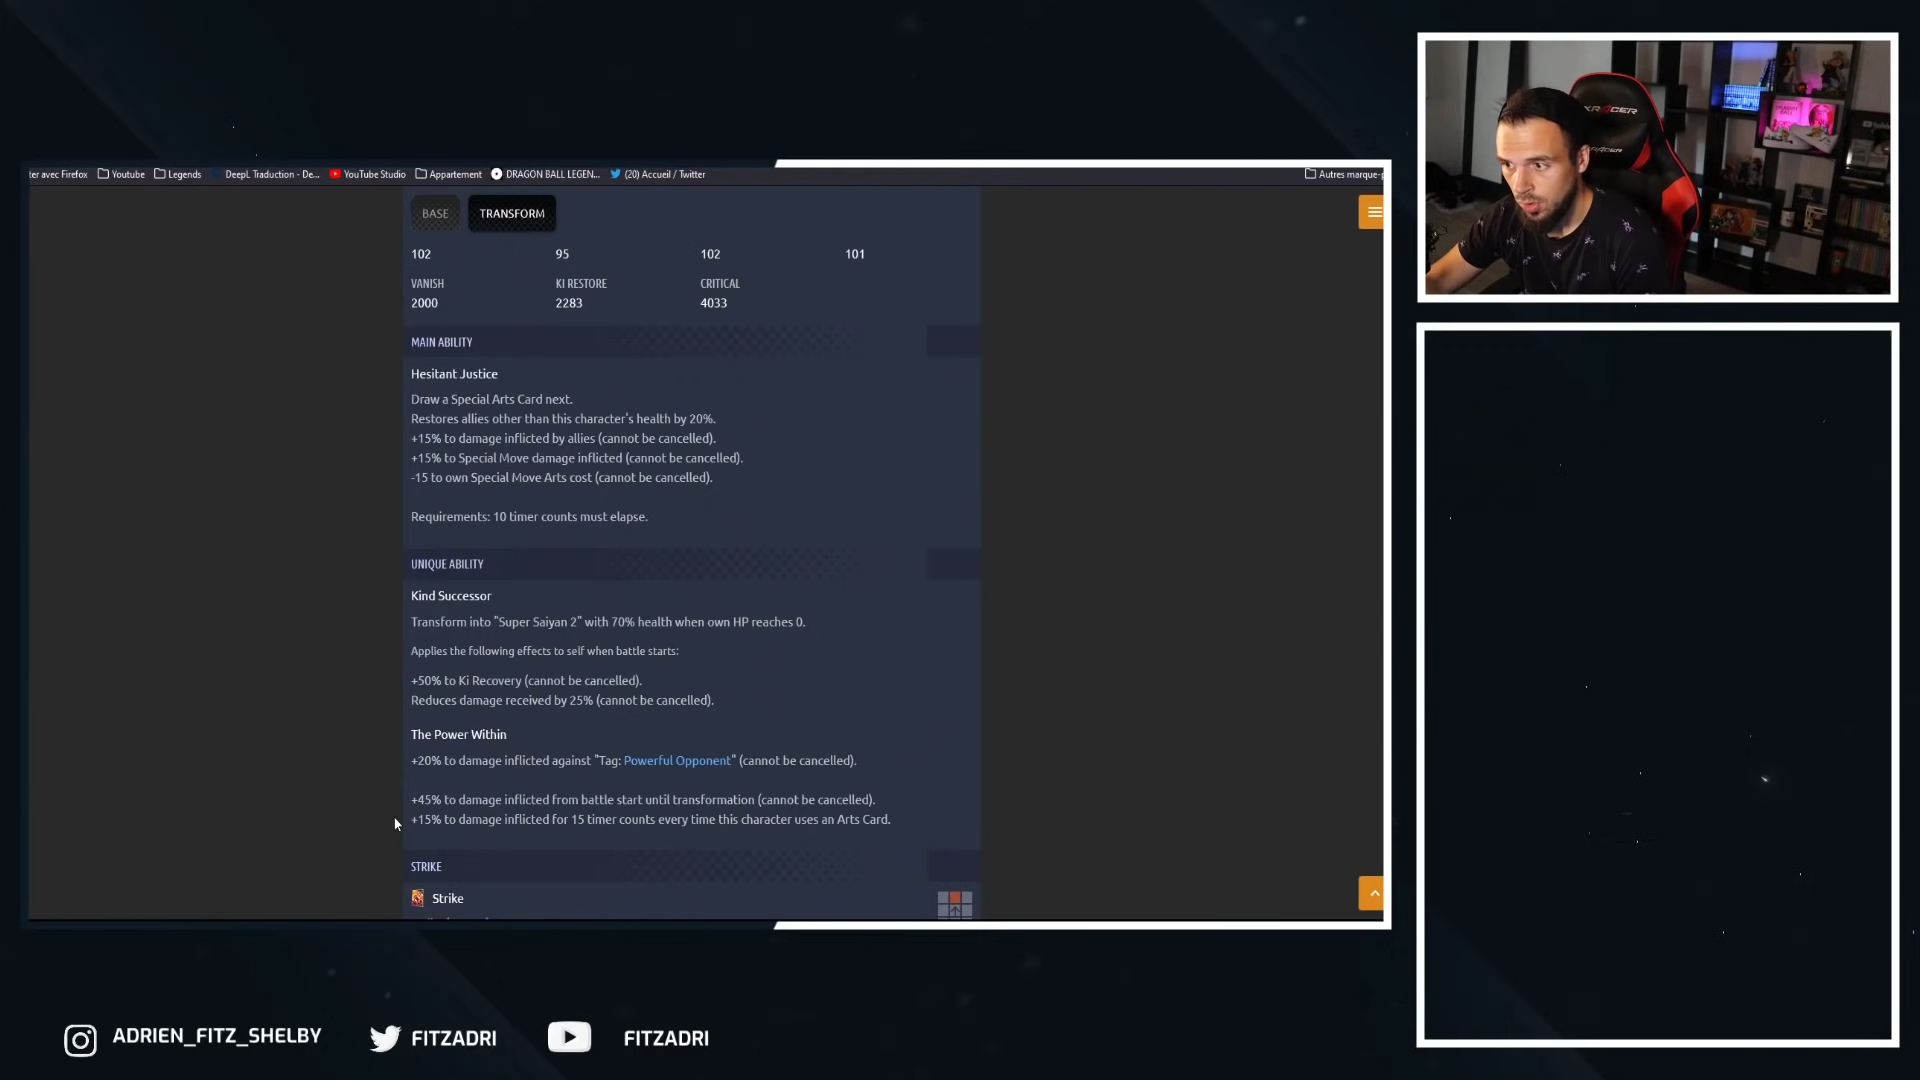 ter avec Firefox Youtube Legends DeepL Traduction - De... YouTube Studio Appartement DRAGON BALL LEGEN... (20) Accueil / Twitter Autres marque-p
BASE TRANSFORM
102 95 102 101
VANISH KI RESTORE CRITICAL
2000 2283 4033
MAIN ABILITY
Hesitant Justice
Draw a Special Arts Card next.
Restores allies other than this character's health by 20%.
+15% to damage inflicted by allies (cannot be cancelled).
+15% to Special Move damage inflicted (cannot be cancelled).
-15 to own Special Move Arts cost (cannot be cancelled).
Requirements: 10 timer counts must elapse.
UNIQUE ABILITY
Kind Successor
Transform into "Super Saiyan 2" with 70% health when own HP reaches 0.
Applies the following effects to self when battle starts:
+50% to Ki Recovery (cannot be cancelled).
Reduces damage received by 25% (cannot be cancelled).
The Power Within
+20% to damage inflicted against "Tag: Powerful Opponent" (cannot be cancelled).
+45% to damage inflicted from battle start until transformation (cannot be cancelled).
+15% to damage inflicted for 15 timer counts every time this character uses an Arts Card.
STRIKE
Strike
ADRIEN_FITZ_SHELBY FITZADRI FITZADRI